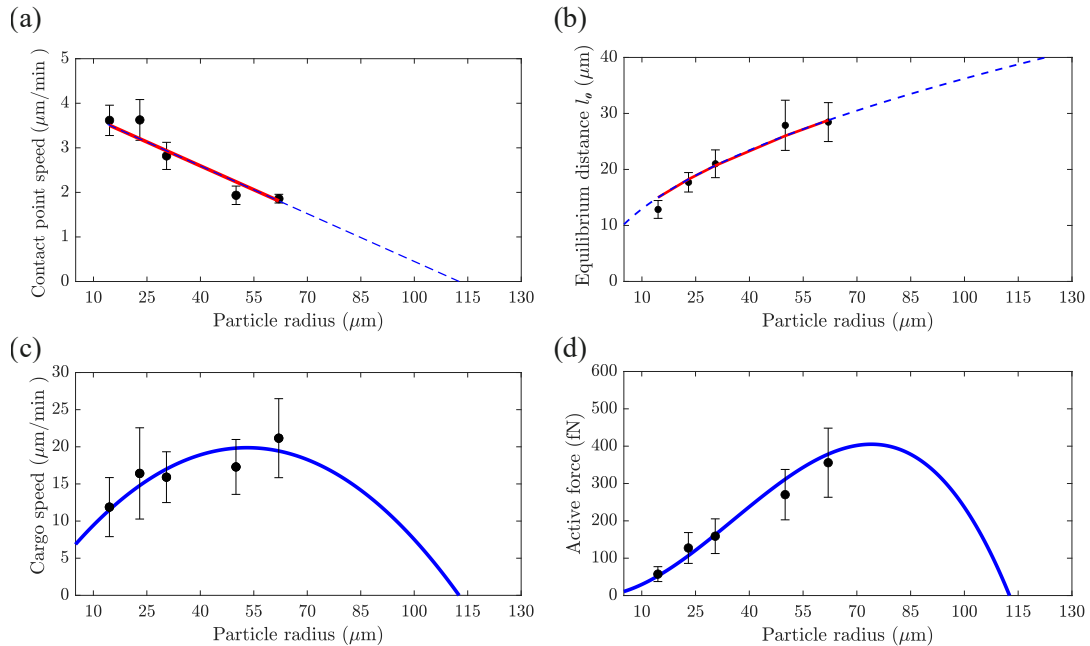 (a)
Contact point speed (μm/min )
5
4
3
2
1
0
10 25 40 55 70 85 100 115 130
Particle radius (μm)
(b)
Equilibrium distance l₀ (μm)
40
30
20
10
0
10 25 40 55 70 85 100 115 130
Particle radius (μm)
(c)
Cargo speed (μm/min )
30
25
20
15
10
5
0
10 25 40 55 70 85 100 115 130
Particle radius (μm)
(d)
Active force (fN)
600
500
400
300
200
100
0
10 25 40 55 70 85 100 115 130
Particle radius (μm)